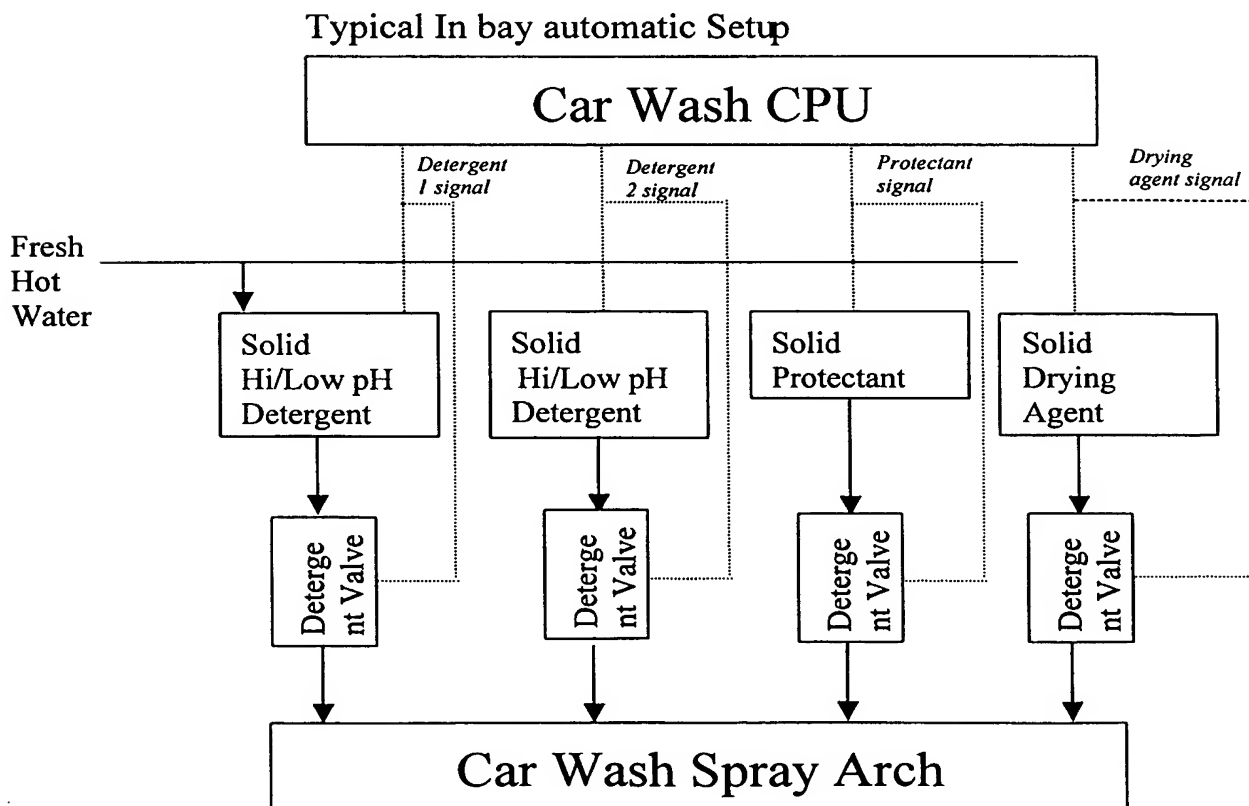 Typical In bay automatic Setup
Car Wash CPU
Detergent
1 signal
Detergent
2 signal
Protectant
signal
Drying
agent signal
Fresh
Hot
Water
Solid
Hi/Low pH
Detergent
Solid
Hi/Low pH
Detergent
Solid
Protectant
Solid
Drying
Agent
Deterge
nt Valve
Deterge
nt Valve
Deterge
nt Valve
Deterge
nt Valve
Car Wash Spray Arch